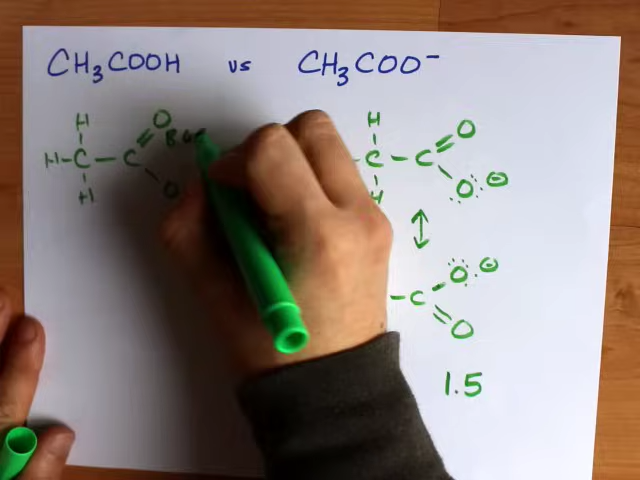 CH₃COOH vs CH₃COO⁻
H H O
O B.O
H-C-C C-C O ⊖
H O H
O ⊖
-C
O
1.5